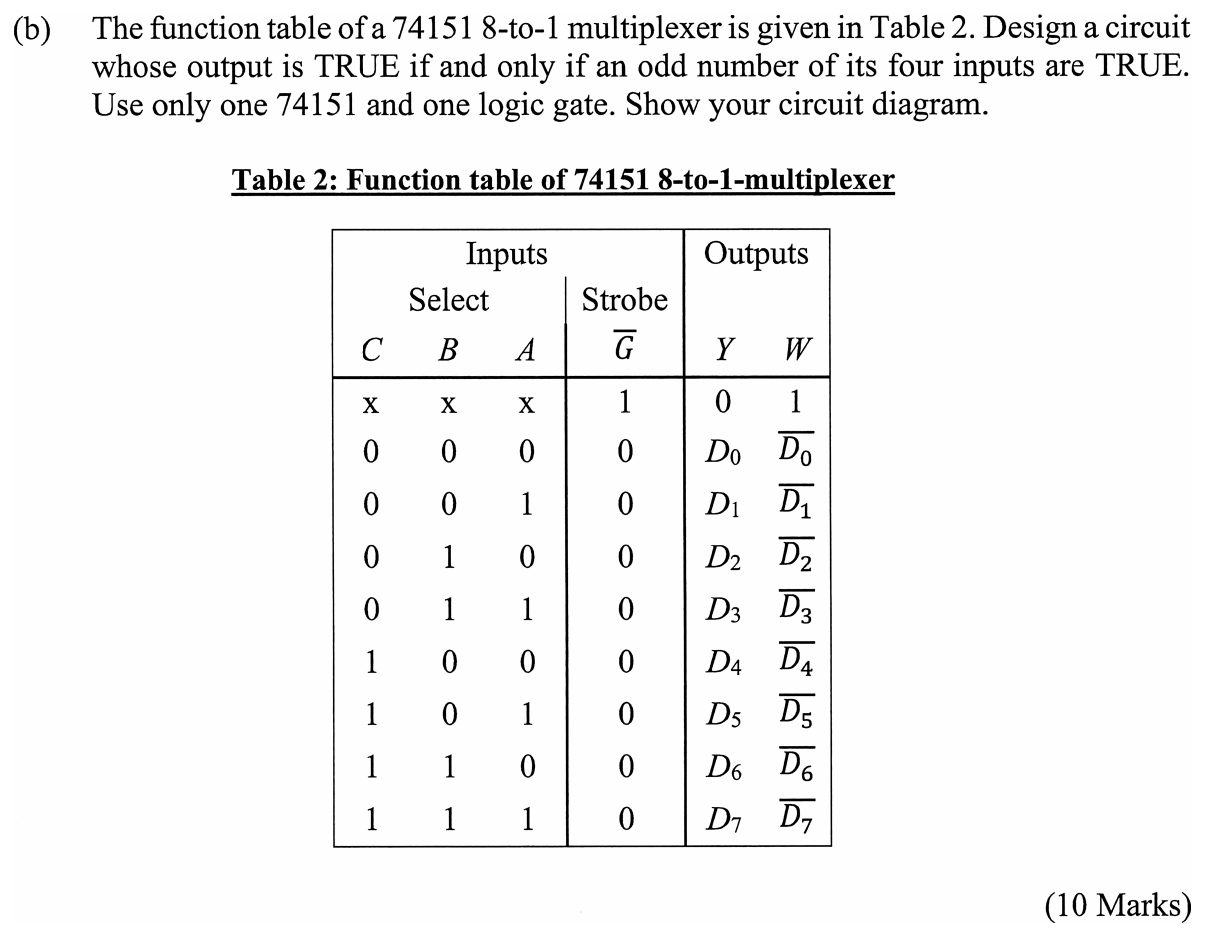 (b) The function table of a 74151 8-to-1 multiplexer is given in Table 2. Design a circuit
whose output is TRUE if and only if an odd number of its four inputs are TRUE.
Use only one 74151 and one logic gate. Show your circuit diagram.
Table 2: Function table of 74151 8-to-1-multiplexer
Inputs Outputs
Select Strobe
C B A G̅ Y W
x x x 1 0 1
0 0 0 0 D₀ D̅₀
0 0 1 0 D₁ D̅₁
0 1 0 0 D₂ D̅₂
0 1 1 0 D₃ D̅₃
1 0 0 0 D₄ D̅₄
1 0 1 0 D₅ D̅₅
1 1 0 0 D₆ D̅₆
1 1 1 0 D₇ D̅₇
(10 Marks)